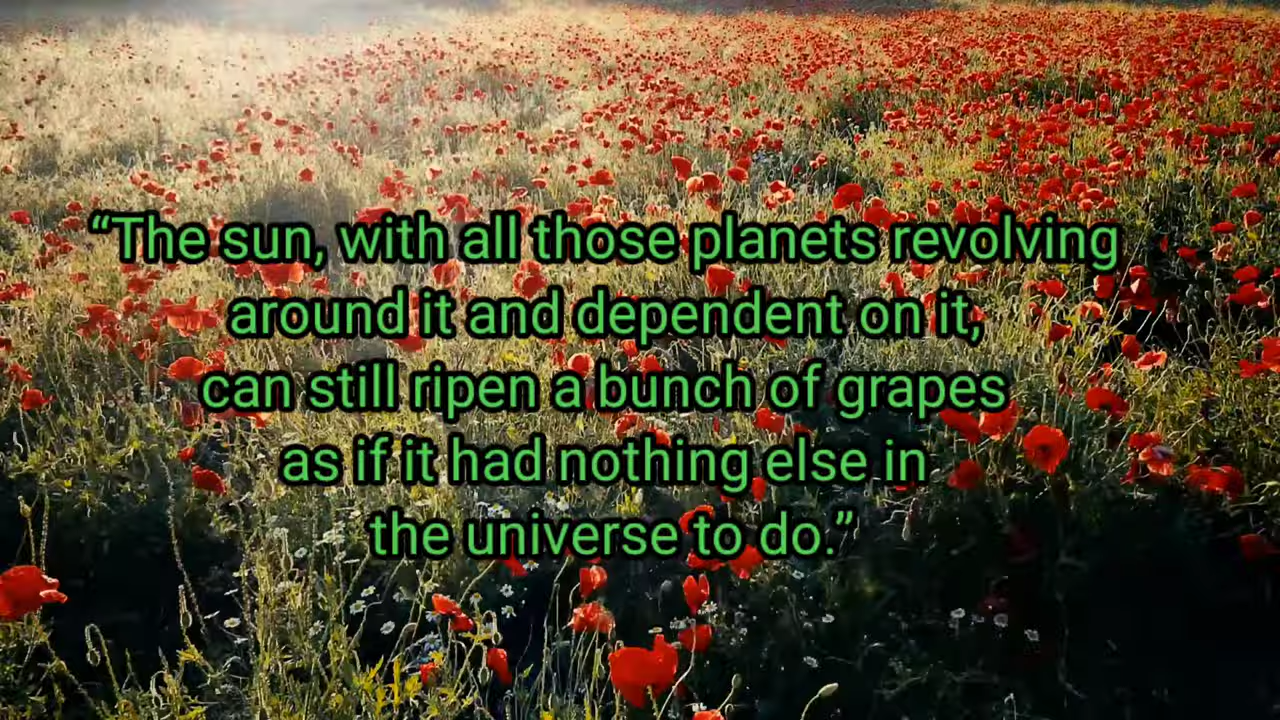 “The sun, with all those planets revolving
around it and dependent on it,
can still ripen a bunch of grapes
as if it had nothing else in
the universe to do.”